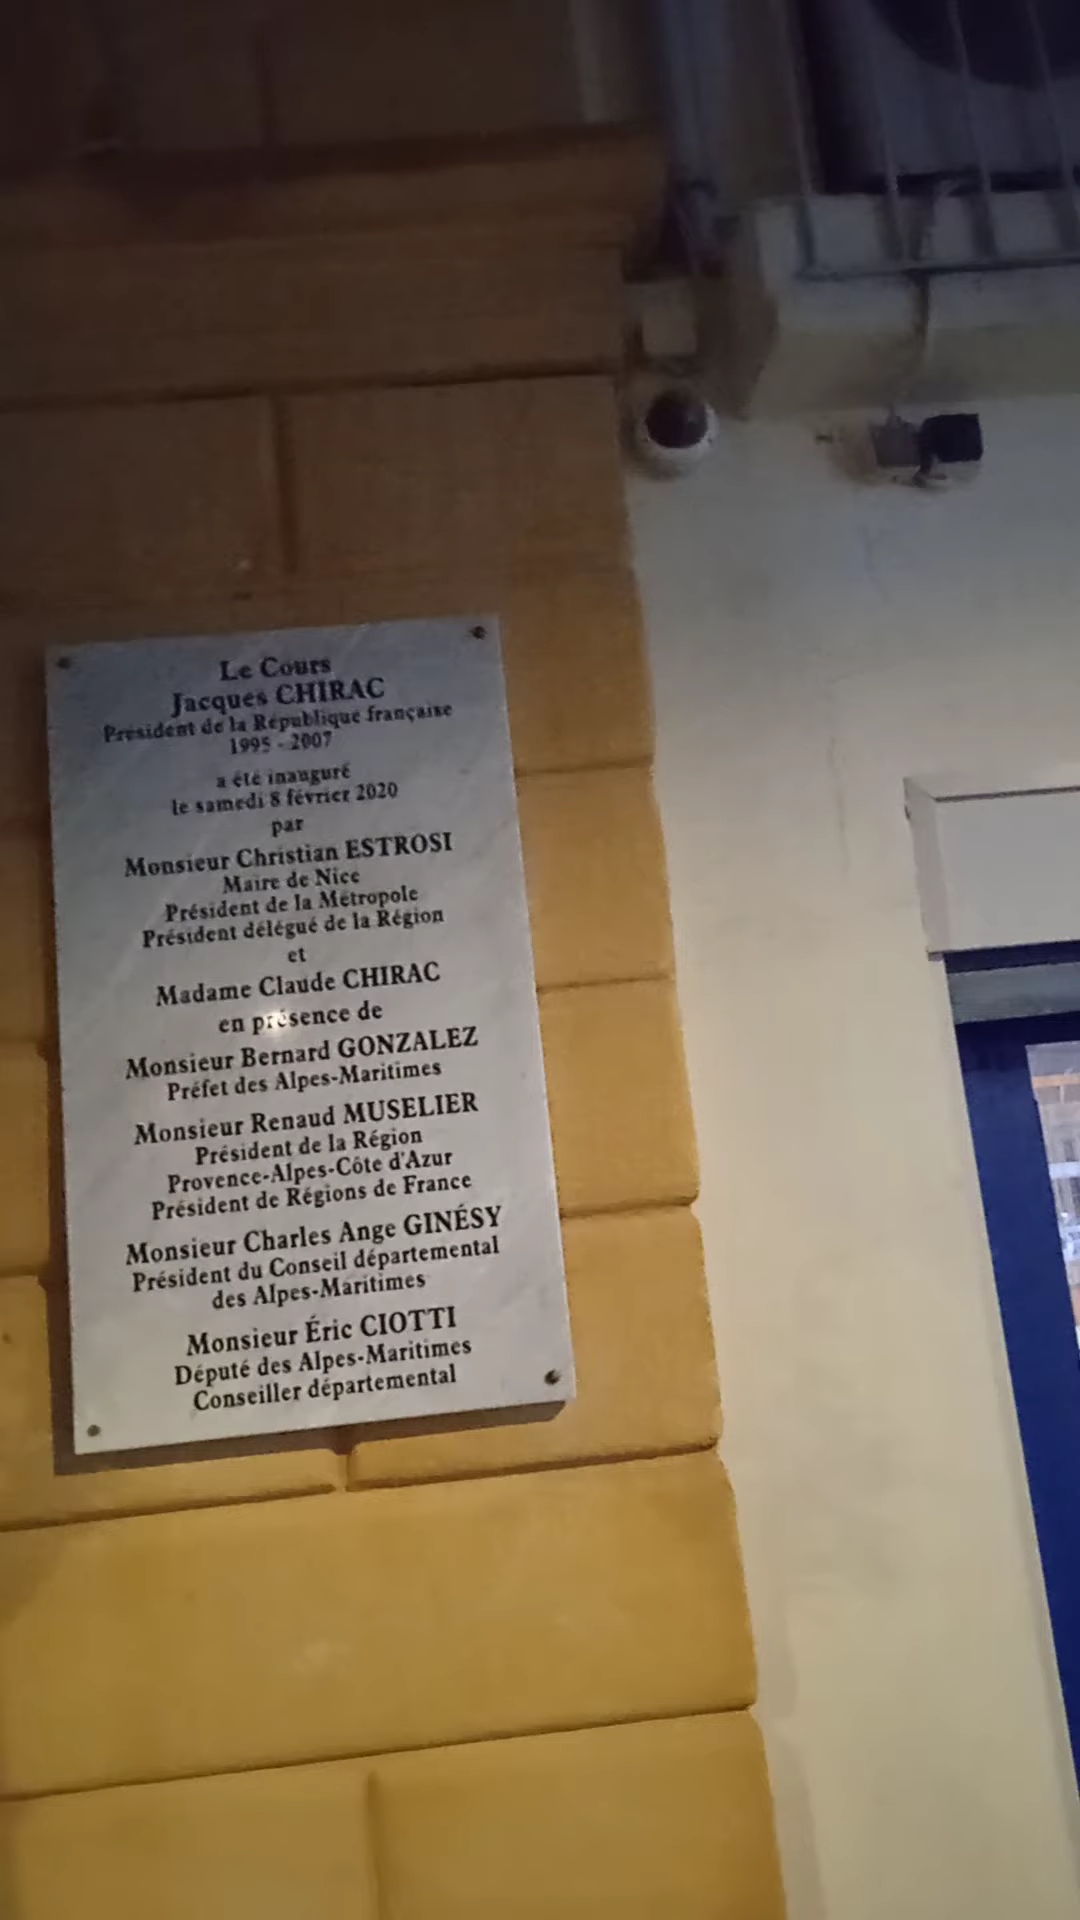 Le Cours
Jacques CHIRAC
Président de la République française
1995 - 2007
a été inauguré
le samedi 8 février 2020
par
Monsieur Christian ESTROSI
Maire de Nice
Président de la Métropole
Président délégué de la Région
et
Madame Claude CHIRAC
en présence de
Monsieur Bernard GONZALEZ
Préfet des Alpes-Maritimes
Monsieur Renaud MUSELIER
Président de la Région
Provence-Alpes-Côte d'Azur
Président de Régions de France
Monsieur Charles Ange GINÉSY
Président du Conseil départemental
des Alpes-Maritimes
Monsieur Éric CIOTTI
Député des Alpes-Maritimes
Conseiller départemental